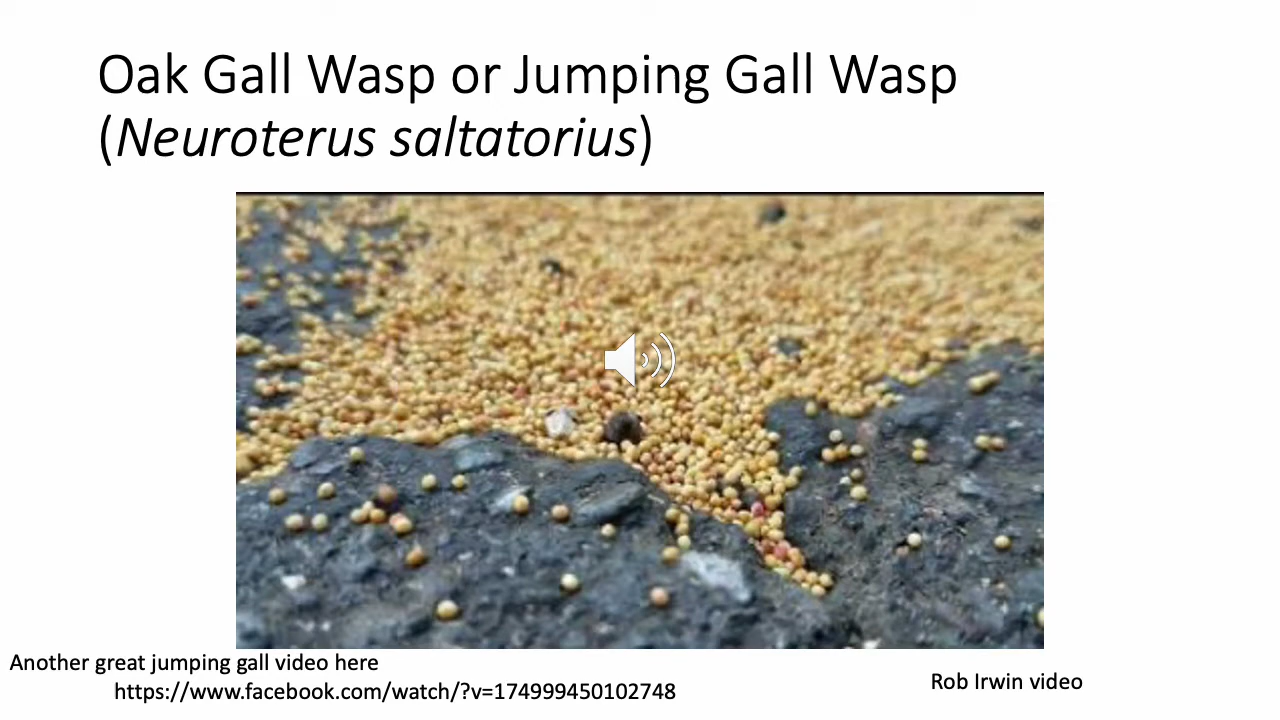 Oak Gall Wasp or Jumping Gall Wasp
(Neuroterus saltatorius)
Another great jumping gall video here
https://www.facebook.com/watch/?v=174999450102748
Rob Irwin video